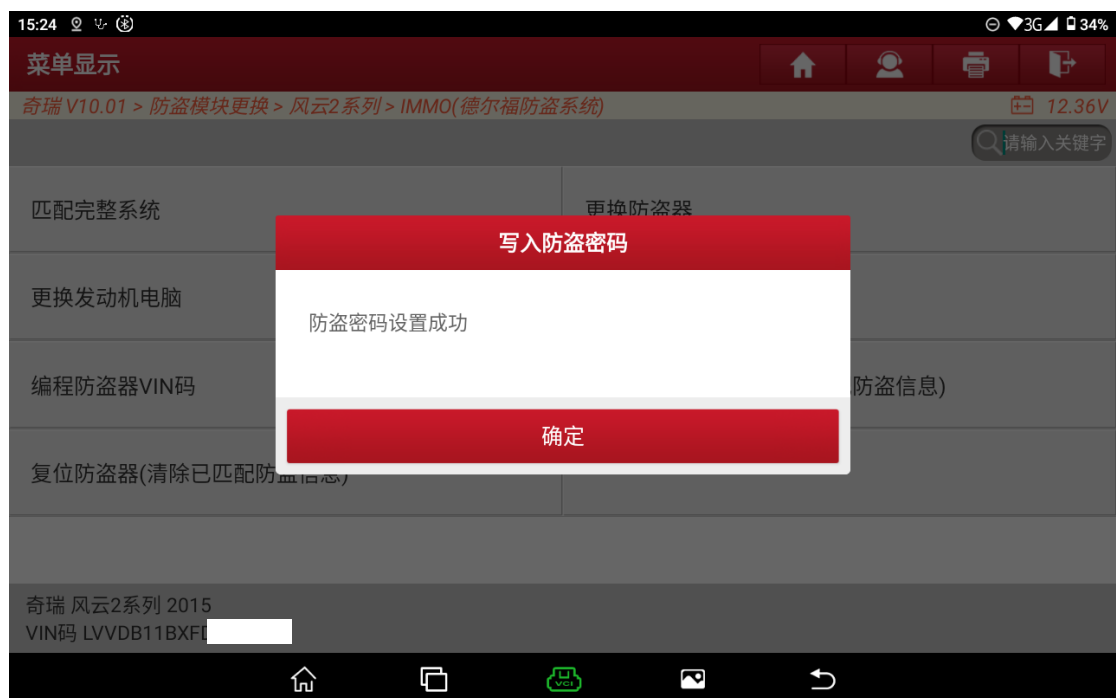 15:24
3G 34%
菜单显示
奇瑞 V10.01 > 防盗模块更换 > 风云2系列 > IMMO(德尔福防盗系统)
12.36V
请输入关键字
匹配完整系统
更换防盗器
写入防盗密码
更换发动机电脑
防盗密码设置成功
编程防盗器VIN码
防盗信息)
确定
复位防盗器(清除已匹配防盗信息)
奇瑞 风云2系列 2015
VIN码 LVVDB11BXF
VCI